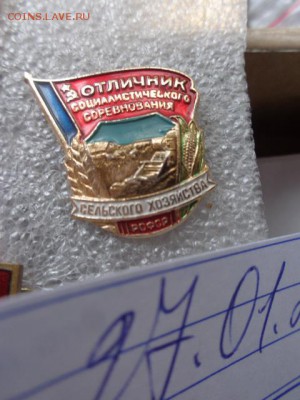 COINS.LAVE.RU
ОТЛИЧНИК
СОЦИАЛИСТИЧЕСКОГО
СОРЕВНОВАНИЯ
СЕЛЬСКОГО ХОЗЯЙСТВА
РСФСР
27.01.